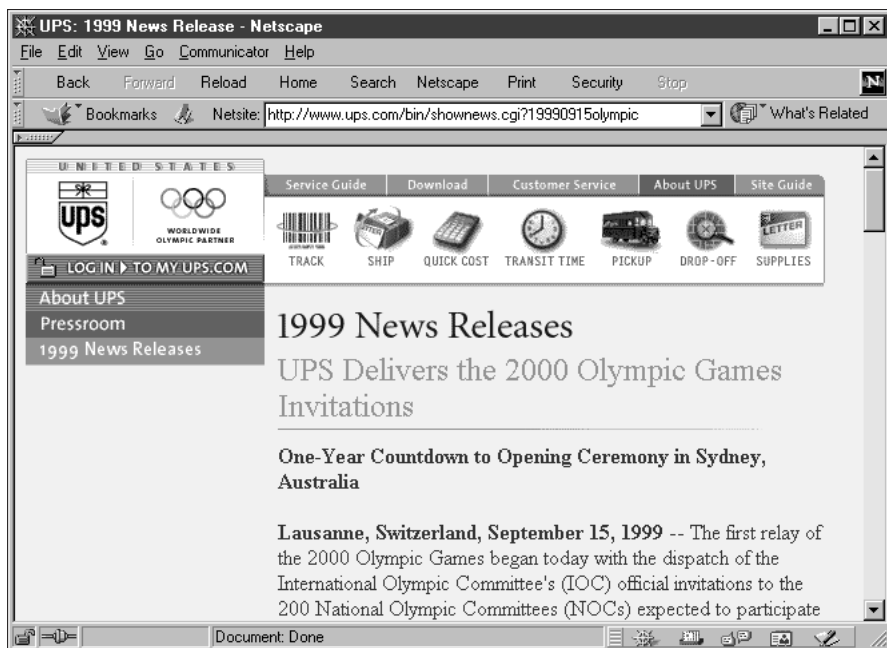 UPS: 1999 News Release - Netscape
File Edit View Go Communicator Help
Back Forward Reload Home Search Netscape Print Security Stop N
Bookmarks Netsite: http://www.ups.com/bin/shownews.cgi?19990915olympic What's Related
UNITED STATES
Service Guide Download Customer Service About UPS Site Guide
ups
WORLDWIDE
OLYMPIC PARTNER
LETTER
TRACK SHIP QUICK COST TRANSIT TIME PICKUP DROP-OFF SUPPLIES
LOG IN TO MY UPS.COM
About UPS
Pressroom
1999 News Releases
1999 News Releases
UPS Delivers the 2000 Olympic Games
Invitations
One-Year Countdown to Opening Ceremony in Sydney,
Australia
Lausanne, Switzerland, September 15, 1999 -- The first relay of
the 2000 Olympic Games began today with the dispatch of the
International Olympic Committee's (IOC) official invitations to the
200 National Olympic Committees (NOCs) expected to participate
Document: Done